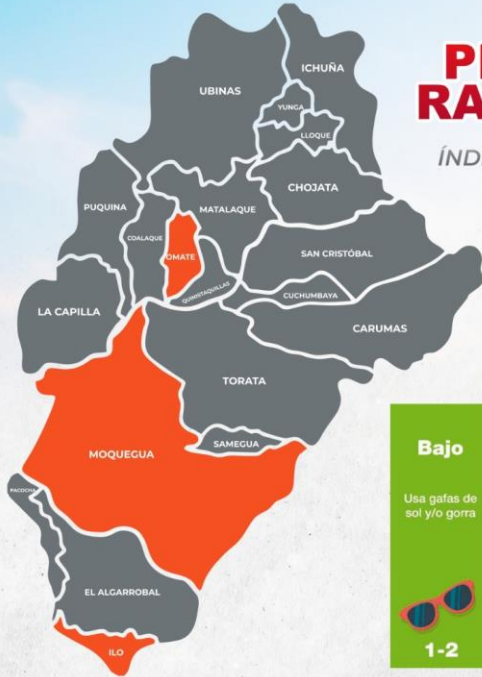 ICHUÑA
UBINAS
YUNGA
LLOQUE
CHOJATA
PUQUINA
MATALAQUE
COALAQUE
OMATE
SAN CRISTÓBAL
QUINISTAQUILLAS
CUCHUMBAYA
LA CAPILLA
CARUMAS
TORATA
SAMEGUA
MOQUEGUA
PACOCHA
EL ALGARROBAL
ILO
Bajo
Usa gafas de
sol y/o gorra
1-2